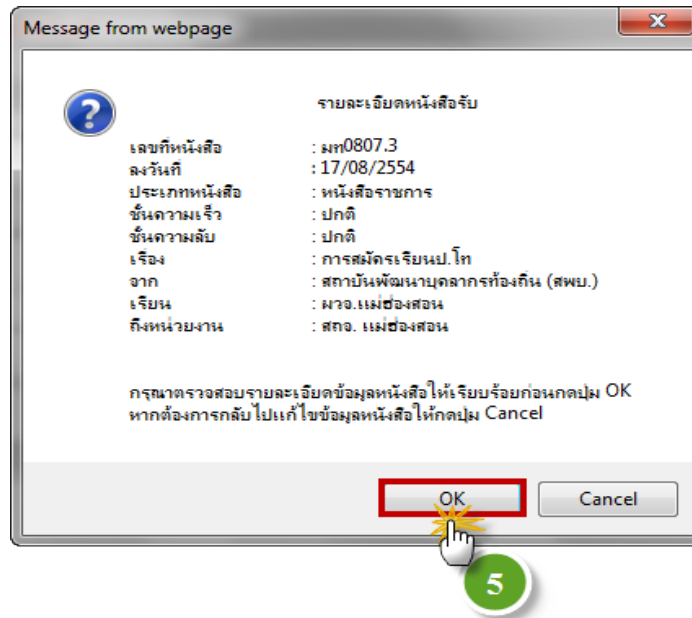 Message from webpage
รายละเอียดหนังสือรับ
เลขที่หนังสือ : มท0807.3
ลงวันที่ : 17/08/2554
ประเภทหนังสือ : หนังสือราชการ
ชั้นความเร็ว : ปกติ
ชั้นความลับ : ปกติ
เรื่อง : การสมัครเรียนป.โท
จาก : สถาบันพัฒนาบุคลากรท้องถิ่น (สพบ.)
เรียน : ผวจ.แม่ฮ่องสอน
ถึงหน่วยงาน : สถจ. แม่ฮ่องสอน
กรุณาตรวจสอบรายละเอียดข้อมูลหนังสือให้เรียบร้อยก่อนกดปุ่ม OK
หากต้องการกลับไปแก้ไขข้อมูลหนังสือให้กดปุ่ม Cancel
OK Cancel
5